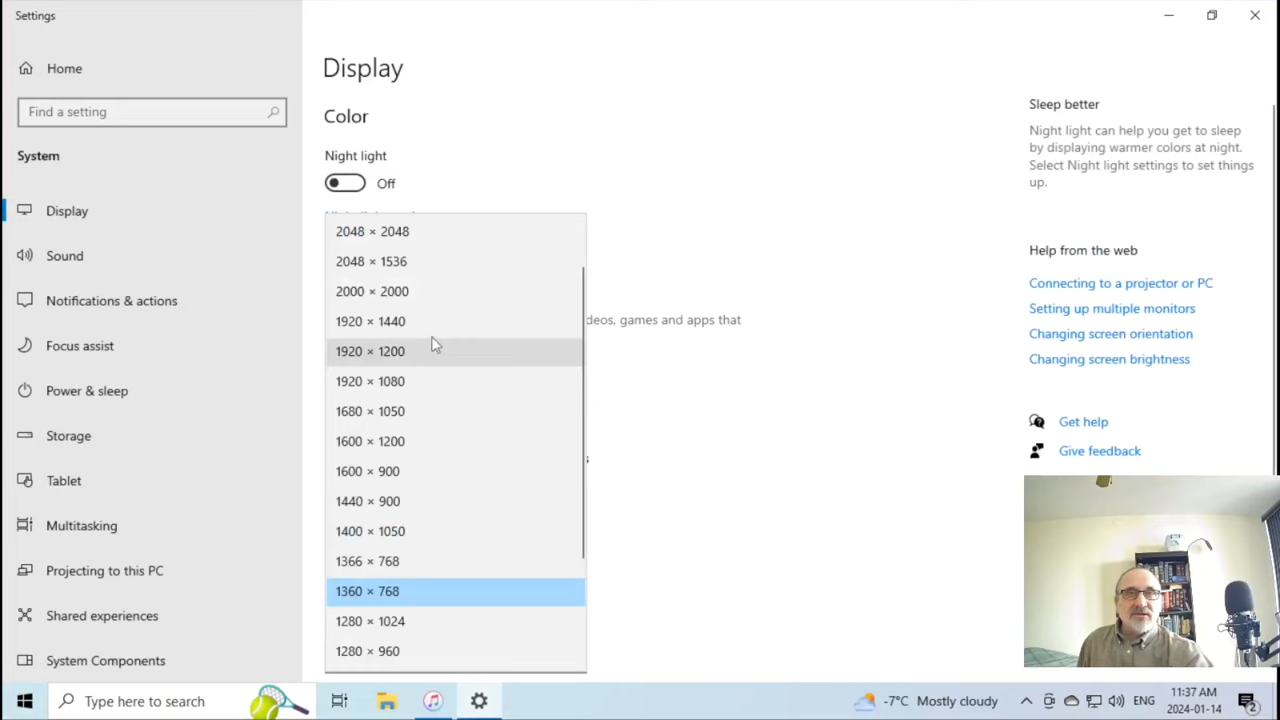 Settings
Home
Find a setting
System
Display
Sound
Notifications & actions
Focus assist
Power & sleep
Storage
Tablet
Multitasking
Projecting to this PC
Shared experiences
System Components
Display
Color
Night light
Off
2048 × 2048
2048 × 1536
2000 × 2000
1920 × 1440
1920 × 1200
1920 × 1080
1680 × 1050
1600 × 1200
1600 × 900
1440 × 900
1400 × 1050
1366 × 768
1360 × 768
1280 × 1024
1280 × 960
deos, games and apps that
s
Sleep better
Night light can help you get to sleep
by displaying warmer colors at night.
Select Night light settings to set things
up.
Help from the web
Connecting to a projector or PC
Setting up multiple monitors
Changing screen orientation
Changing screen brightness
Get help
Give feedback
Type here to search
-7°C Mostly cloudy
ENG
11:37 AM
2024-01-14
2